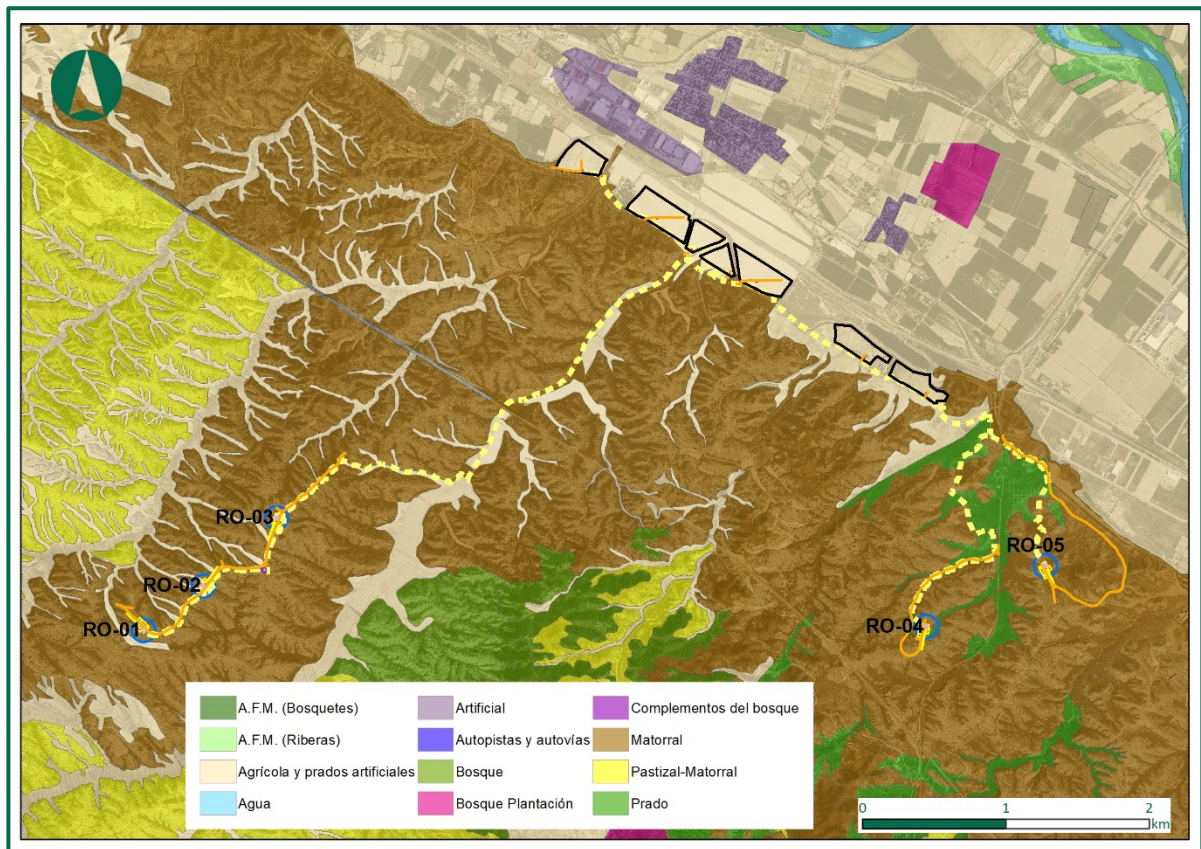 RO-03
RO-02
RO-01
RO-05
RO-04
A.F.M. (Bosquetes)
A.F.M. (Riberas)
Agrícola y prados artificiales
Agua
Artificial
Autopistas y autovías
Bosque
Bosque Plantación
Complementos del bosque
Matorral
Pastizal-Matorral
Prado
0 1 2
km